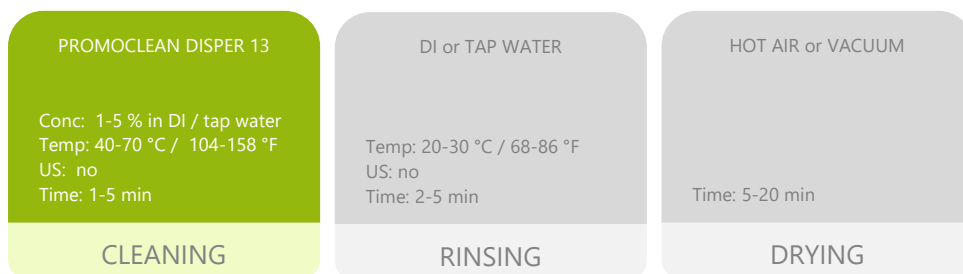 PROMOCLEAN DISPER 13
Conc: 1-5 % in DI / tap water
Temp: 40-70 °C / 104-158 °F
US: no
Time: 1-5 min
CLEANING
DI or TAP WATER
Temp: 20-30 °C / 68-86 °F
US: no
Time: 2-5 min
RINSING
HOT AIR or VACUUM
Time: 5-20 min
DRYING